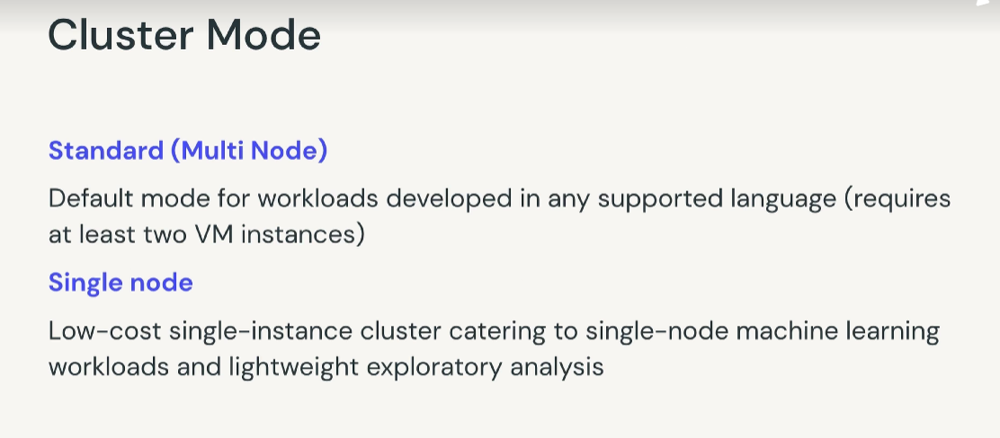 Cluster Mode
Standard (Multi Node)
Default mode for workloads developed in any supported language (requires
at least two VM instances)
Single node
Low-cost single-instance cluster catering to single-node machine learning
workloads and lightweight exploratory analysis